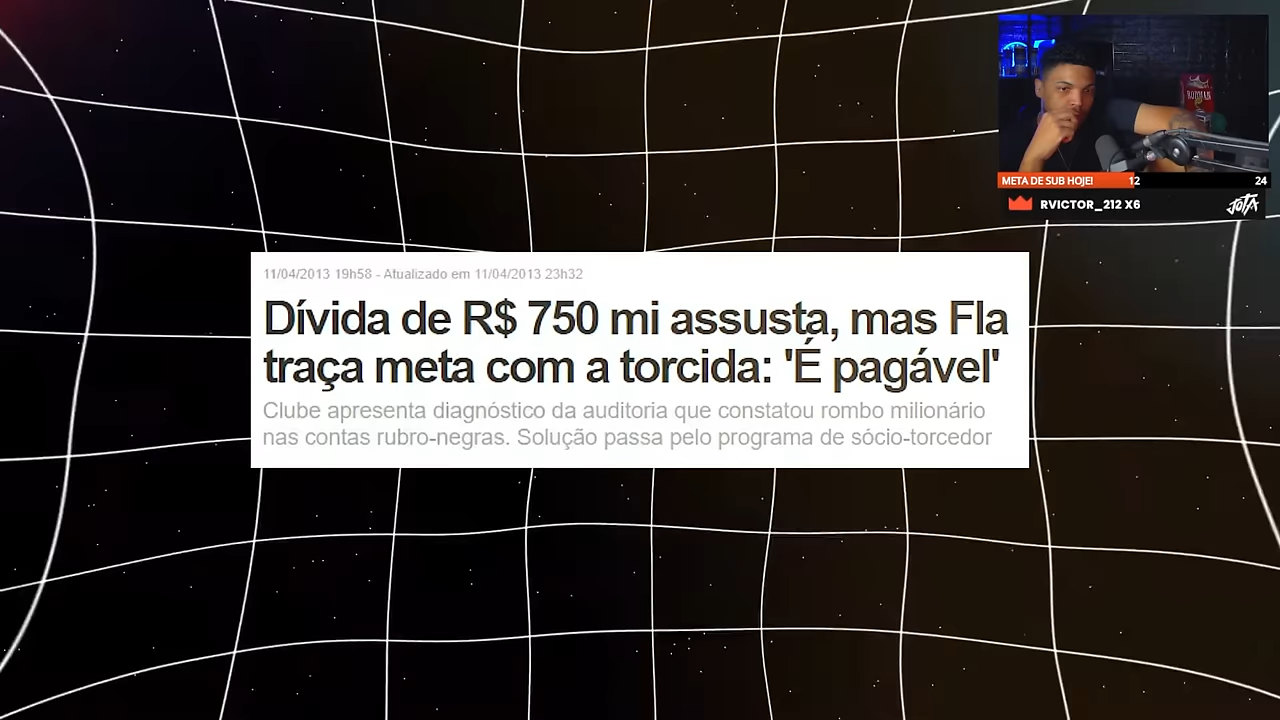 11/04/2013 19h58 - Atualizado em 11/04/2013 23h32
Dívida de R$ 750 mi assusta, mas Fla
traça meta com a torcida: 'É pagável'
Clube apresenta diagnóstico da auditoria que constatou rombo milionário
nas contas rubro-negras. Solução passa pelo programa de sócio-torcedor
RODMAN
META DE SUB HOJE! 12 24
RVICTOR_212 X6
JOTA